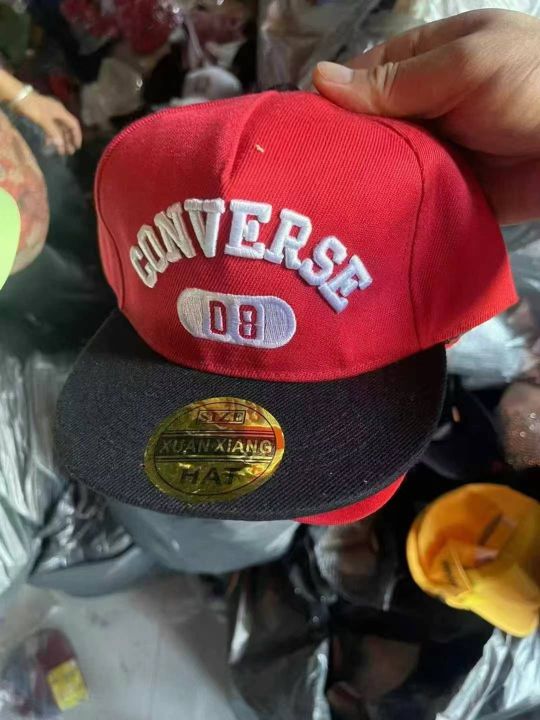 CONVERSE
08
SIZE
XUAN XIANG
HAT